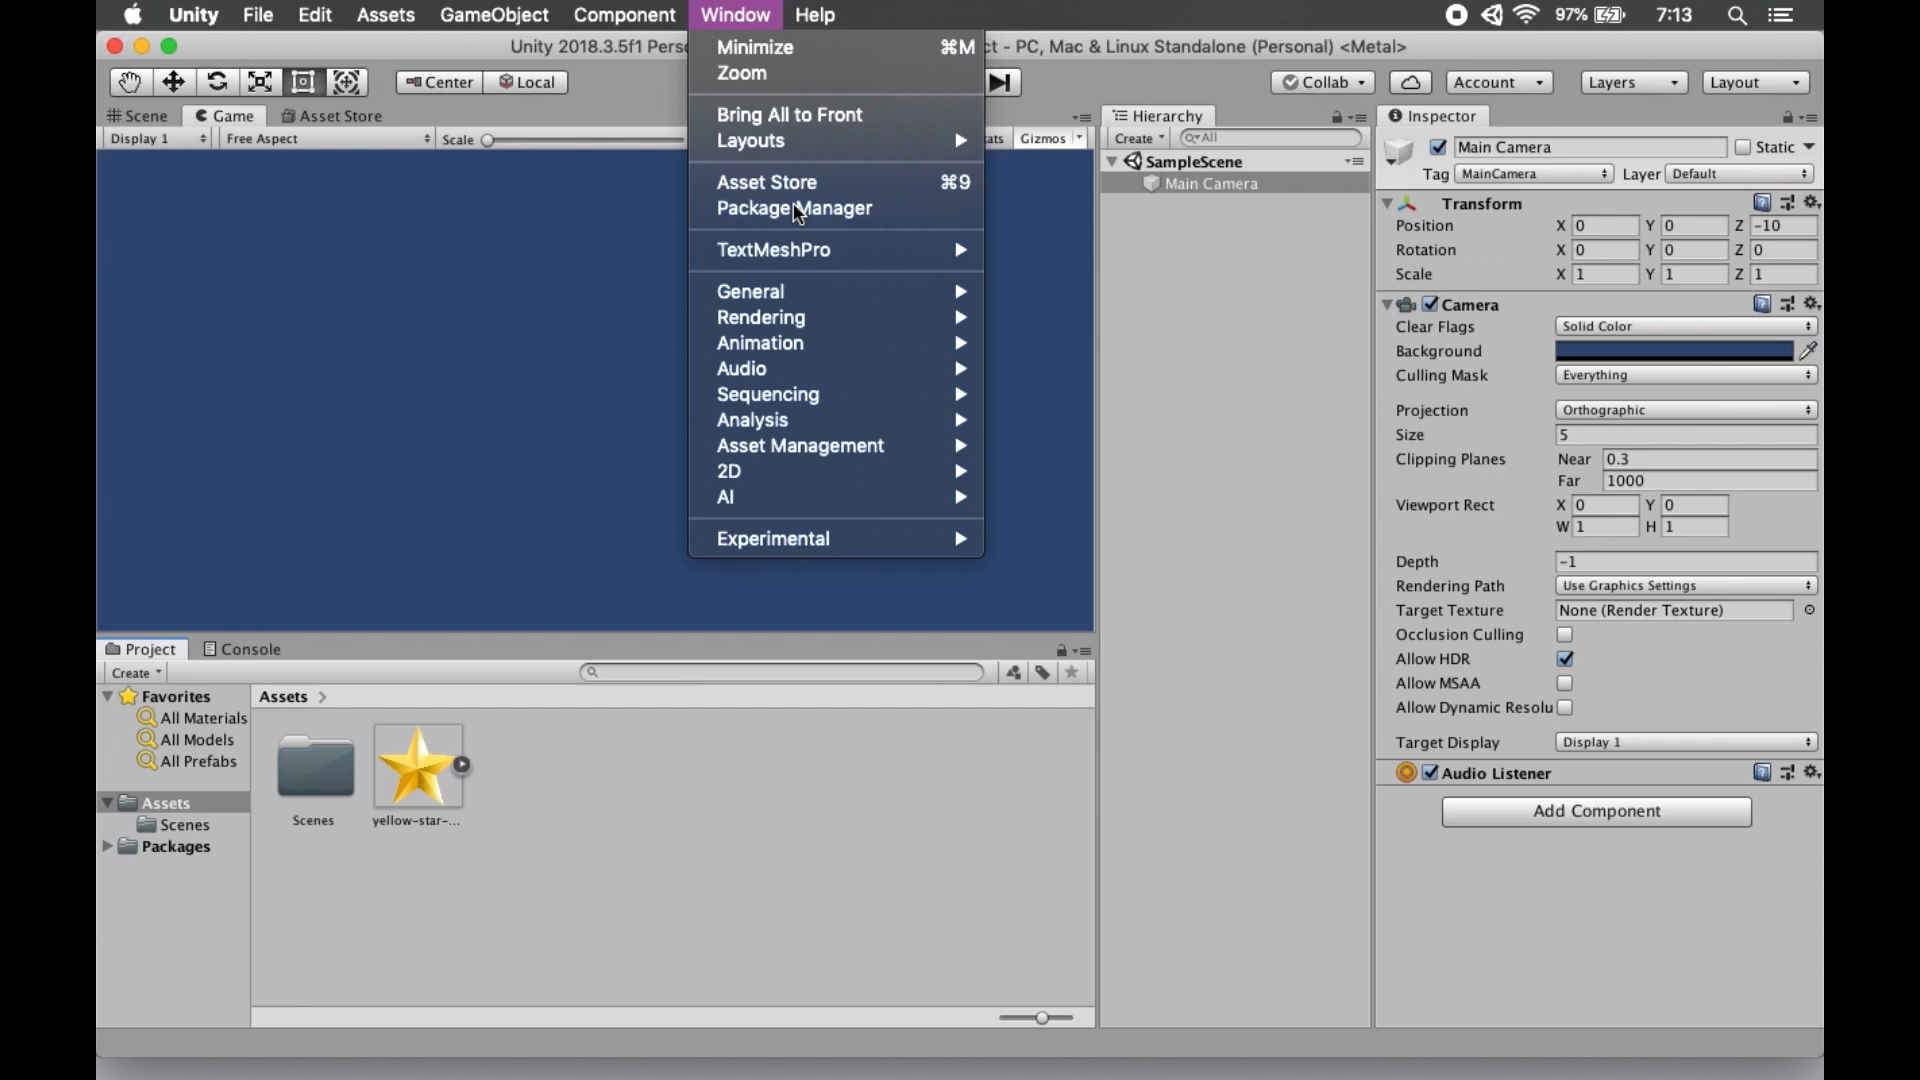 Unity File Edit Assets GameObject Component Window Help 97% 7:13
Unity 2018.3.5f1 Perso
ct - PC, Mac & Linux Standalone (Personal) <Metal>
Center Local
Collab Account Layers Layout
Scene Game Asset Store
Display 1 Free Aspect Scale
ats Gizmos
Minimize ⌘M
Zoom
Bring All to Front
Layouts
Asset Store ⌘9
Package Manager
TextMeshPro
General
Rendering
Animation
Audio
Sequencing
Analysis
Asset Management
2D
AI
Experimental
Hierarchy
Create All
SampleScene
Main Camera
Inspector
Main Camera Static
Tag MainCamera Layer Default
Transform
Position X 0 Y 0 Z -10
Rotation X 0 Y 0 Z 0
Scale X 1 Y 1 Z 1
Camera
Clear Flags Solid Color
Background
Culling Mask Everything
Projection Orthographic
Size 5
Clipping Planes Near 0.3
Far 1000
Viewport Rect X 0 Y 0
W 1 H 1
Depth -1
Rendering Path Use Graphics Settings
Target Texture None (Render Texture)
Occlusion Culling
Allow HDR
Allow MSAA
Allow Dynamic Resolu
Target Display Display 1
Audio Listener
Add Component
Project Console
Create
Favorites
All Materials
All Models
All Prefabs
Assets
Scenes
Packages
Assets
Scenes
yellow-star-...